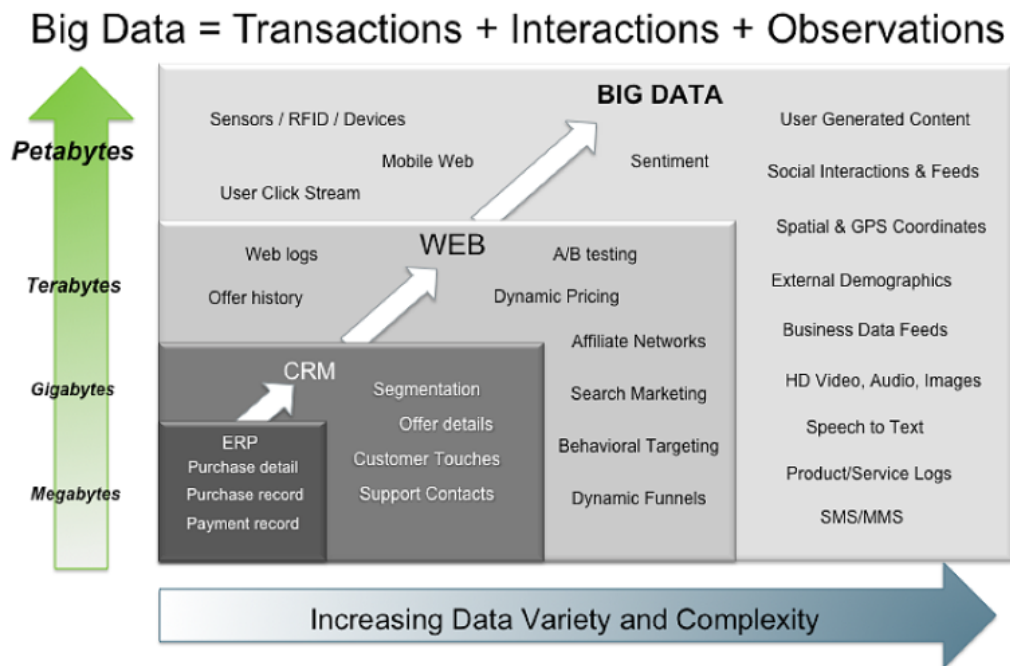 Big Data = Transactions + Interactions + Observations
Petabytes
Terabytes
Gigabytes
Megabytes
BIG DATA
Sensors / RFID / Devices
Mobile Web
User Click Stream
Sentiment
User Generated Content
Social Interactions & Feeds
Spatial & GPS Coordinates
External Demographics
Business Data Feeds
HD Video, Audio, Images
Speech to Text
Product/Service Logs
SMS/MMS
WEB
Web logs
Offer history
A/B testing
Dynamic Pricing
Affiliate Networks
Search Marketing
Behavioral Targeting
Dynamic Funnels
CRM
Segmentation
Offer details
Customer Touches
Support Contacts
ERP
Purchase detail
Purchase record
Payment record
Increasing Data Variety and Complexity